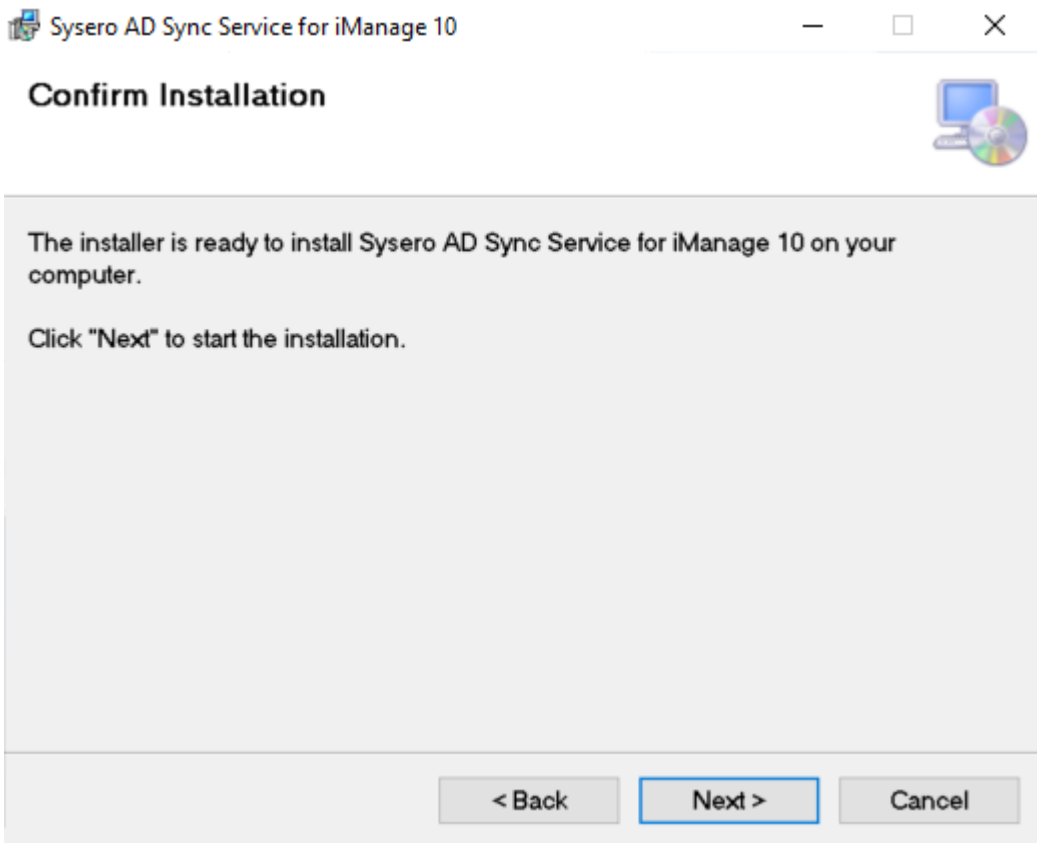 Sysero AD Sync Service for iManage 10
Confirm Installation
The installer is ready to install Sysero AD Sync Service for iManage 10 on your
computer.
Click "Next" to start the installation.
< Back
Next >
Cancel